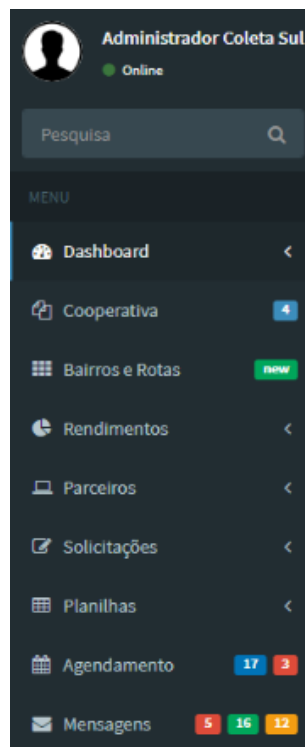 Administrador Coleta Sul
Online
Pesquisa
MENU
Dashboard
Cooperativa 4
Bairros e Rotas new
Rendimentos
Parceiros
Solicitações
Planilhas
Agendamento 17 3
Mensagens 5 16 12